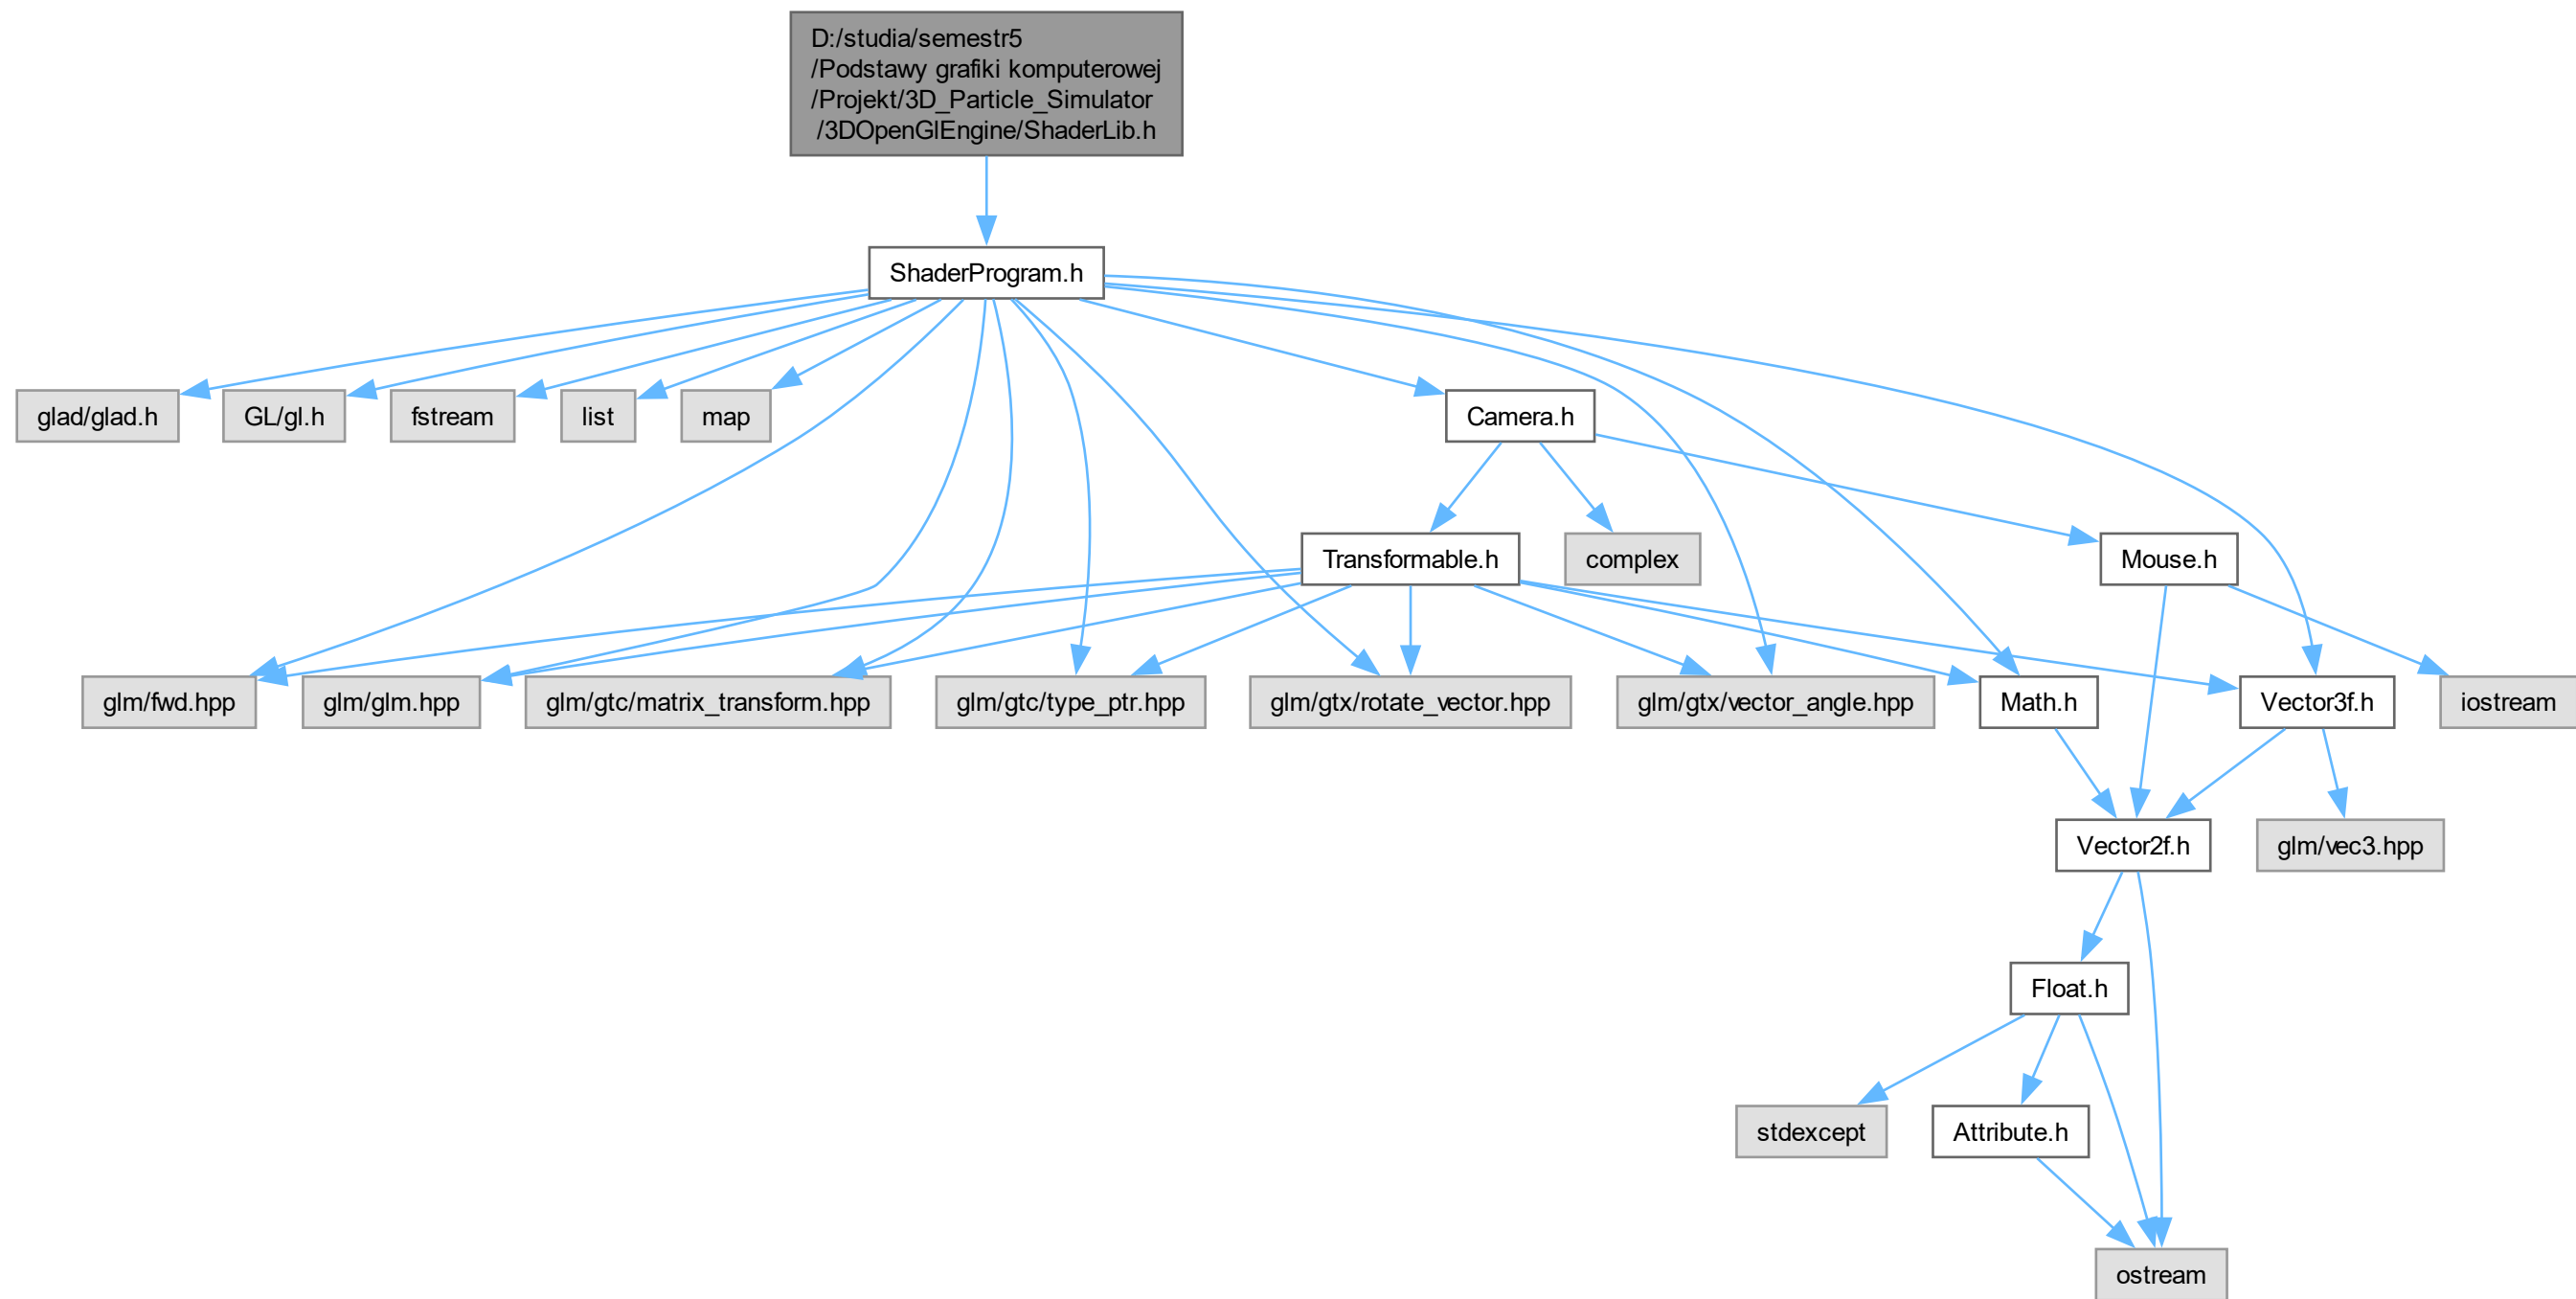 D:/studia/semestr5
/Podstawy grafiki komputerowej
/Projekt/3D_Particle_Simulator
/3DOpenGlEngine/ShaderLib.h
ShaderProgram.h
glad/glad.h
GL/gl.h
fstream
list
map
Camera.h
Transformable.h
complex
Mouse.h
glm/fwd.hpp
glm/glm.hpp
glm/gtc/matrix_transform.hpp
glm/gtc/type_ptr.hpp
glm/gtx/rotate_vector.hpp
glm/gtx/vector_angle.hpp
Math.h
Vector3f.h
iostream
Vector2f.h
glm/vec3.hpp
Float.h
stdexcept
Attribute.h
ostream